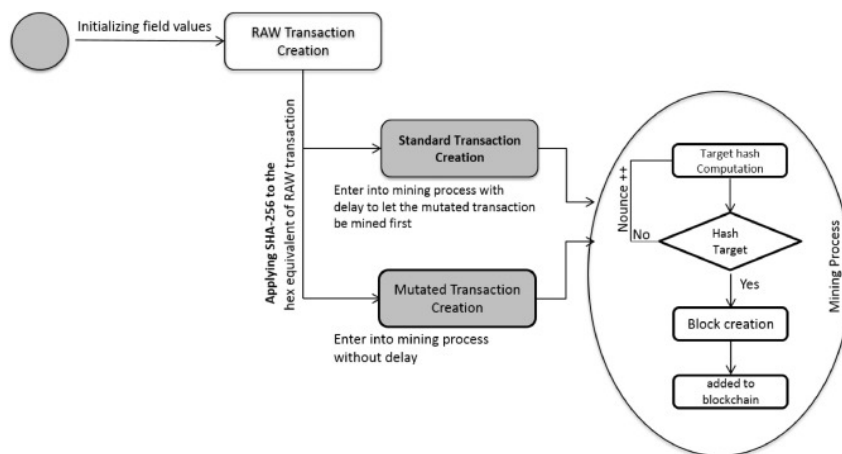 Initializing field values
RAW Transaction
Creation
Applying SHA-256 to the
hex equivalent of RAW transaction
Standard Transaction
Creation
Enter into mining process with
delay to let the mutated transaction
be mined first
Mutated Transaction
Creation
Enter into mining process
without delay
Target hash
Computation
Nounce ++
No
Hash
Target
Yes
Block creation
added to
blockchain
Mining Process